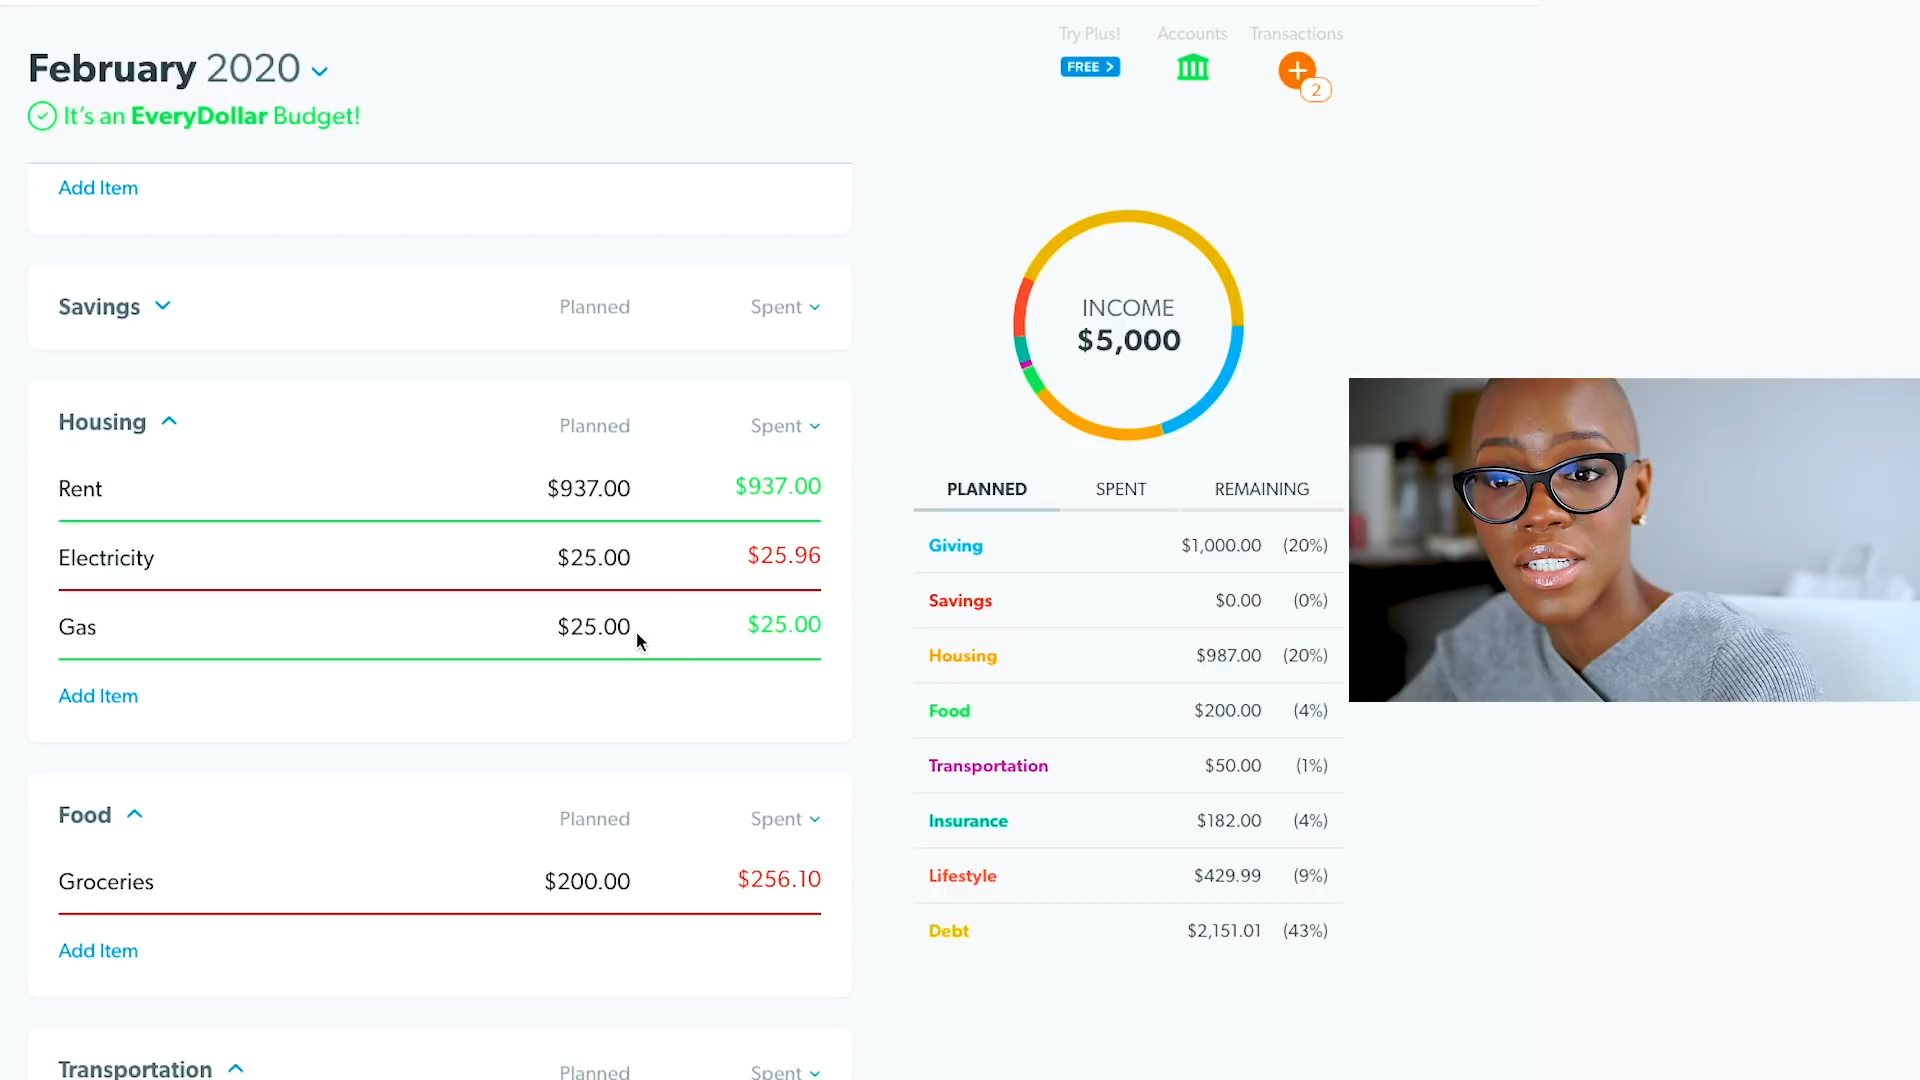 February 2020
It's an EveryDollar Budget!
Try Plus! Accounts Transactions
FREE >
2
Add Item
Savings Planned Spent
Housing Planned Spent
Rent $937.00 $937.00
Electricity $25.00 $25.96
Gas $25.00 $25.00
Add Item
Food Planned Spent
Groceries $200.00 $256.10
Add Item
Transportation Planned Spent
INCOME
$5,000
PLANNED SPENT REMAINING
Giving $1,000.00 (20%)
Savings $0.00 (0%)
Housing $987.00 (20%)
Food $200.00 (4%)
Transportation $50.00 (1%)
Insurance $182.00 (4%)
Lifestyle $429.99 (9%)
Debt $2,151.01 (43%)